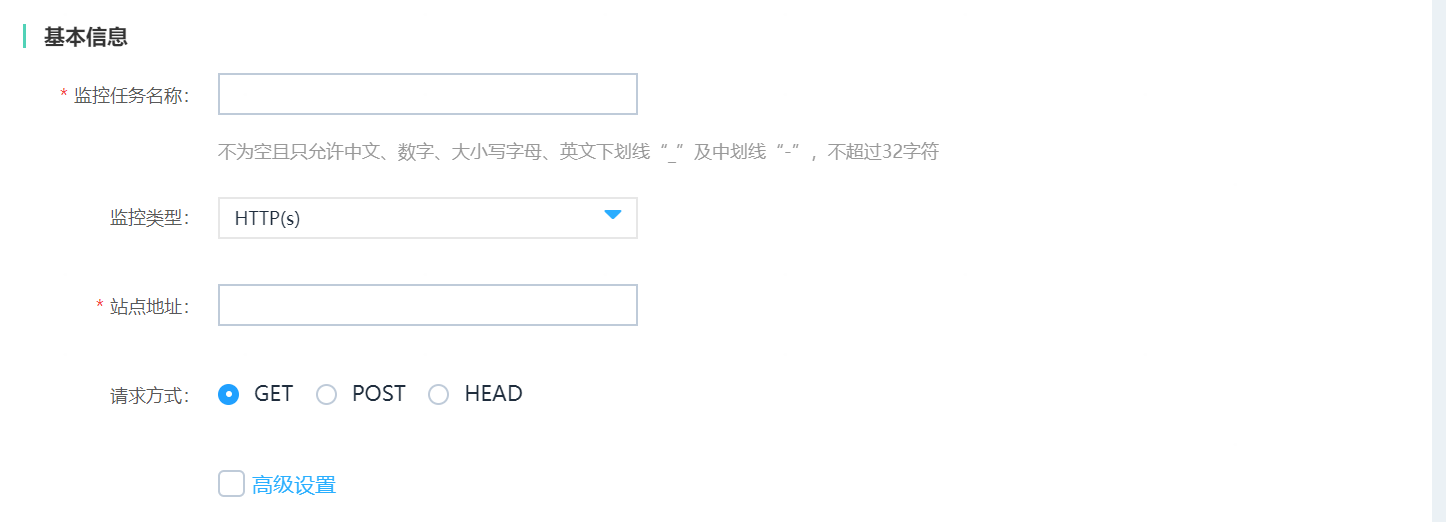 基本信息
* 监控任务名称：
不为空且只允许中文、数字、大小写字母、英文下划线“_”及中划线“-”，不超过32字符
监控类型： HTTP(s)
* 站点地址：
请求方式： GET POST HEAD
高级设置